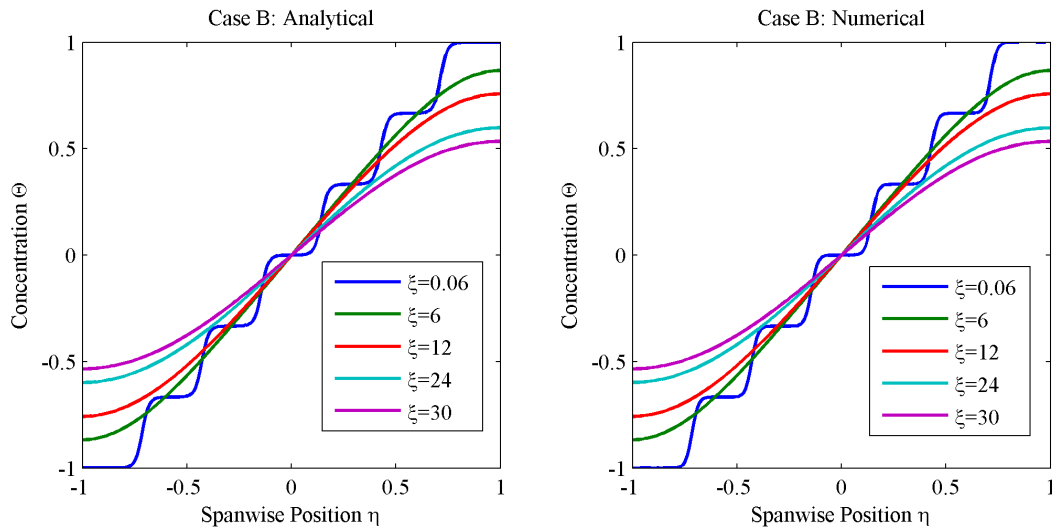 Case B: Analytical
1
0.5
0
-0.5
-1
Concentration Θ
-1
-0.5
0
0.5
1
Spanwise Position η
ξ=0.06
ξ=6
ξ=12
ξ=24
ξ=30
Case B: Numerical
1
0.5
0
-0.5
-1
Concentration Θ
-1
-0.5
0
0.5
1
Spanwise Position η
ξ=0.06
ξ=6
ξ=12
ξ=24
ξ=30